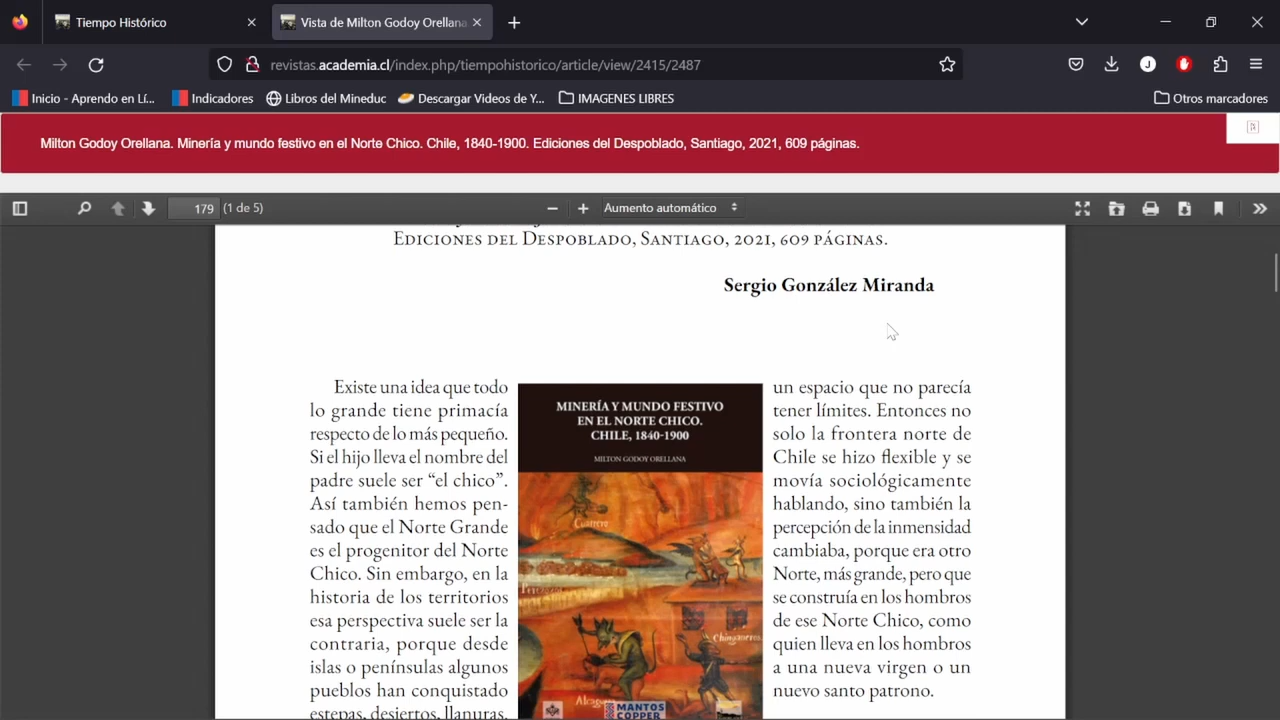 Tiempo Histórico
Vista de Milton Godoy Orellana
revistas.academia.cl/index.php/tiempohistorico/article/view/2415/2487
Inicio - Aprendo en Lí...
Indicadores
Libros del Mineduc
Descargar Videos de Y...
IMAGENES LIBRES
Otros marcadores
Milton Godoy Orellana. Minería y mundo festivo en el Norte Chico. Chile, 1840-1900. Ediciones del Despoblado, Santiago, 2021, 609 páginas.
179 (1 de 5)
Aumento automático
Ediciones del Despoblado, Santiago, 2021, 609 páginas.
Sergio González Miranda
Existe una idea que todo
lo grande tiene primacía
respecto de lo más pequeño.
Si el hijo lleva el nombre del
padre suele ser “el chico”.
Así también hemos pen-
sado que el Norte Grande
es el progenitor del Norte
Chico. Sin embargo, en la
historia de los territorios
esa perspectiva suele ser la
contraria, porque desde
islas o penínsulas algunos
pueblos han conquistado
estepas, desiertos, llanuras,
MINERÍA Y MUNDO FESTIVO
EN EL NORTE CHICO.
CHILE, 1840-1900
MILTON GODOY ORELLANA
MANTOS
COPPER
un espacio que no parecía
tener límites. Entonces no
solo la frontera norte de
Chile se hizo flexible y se
movía sociológicamente
hablando, sino también la
percepción de la inmensidad
cambiaba, porque era otro
Norte, más grande, pero que
se construía en los hombros
de ese Norte Chico, como
quien lleva en los hombros
a una nueva virgen o un
nuevo santo patrono.